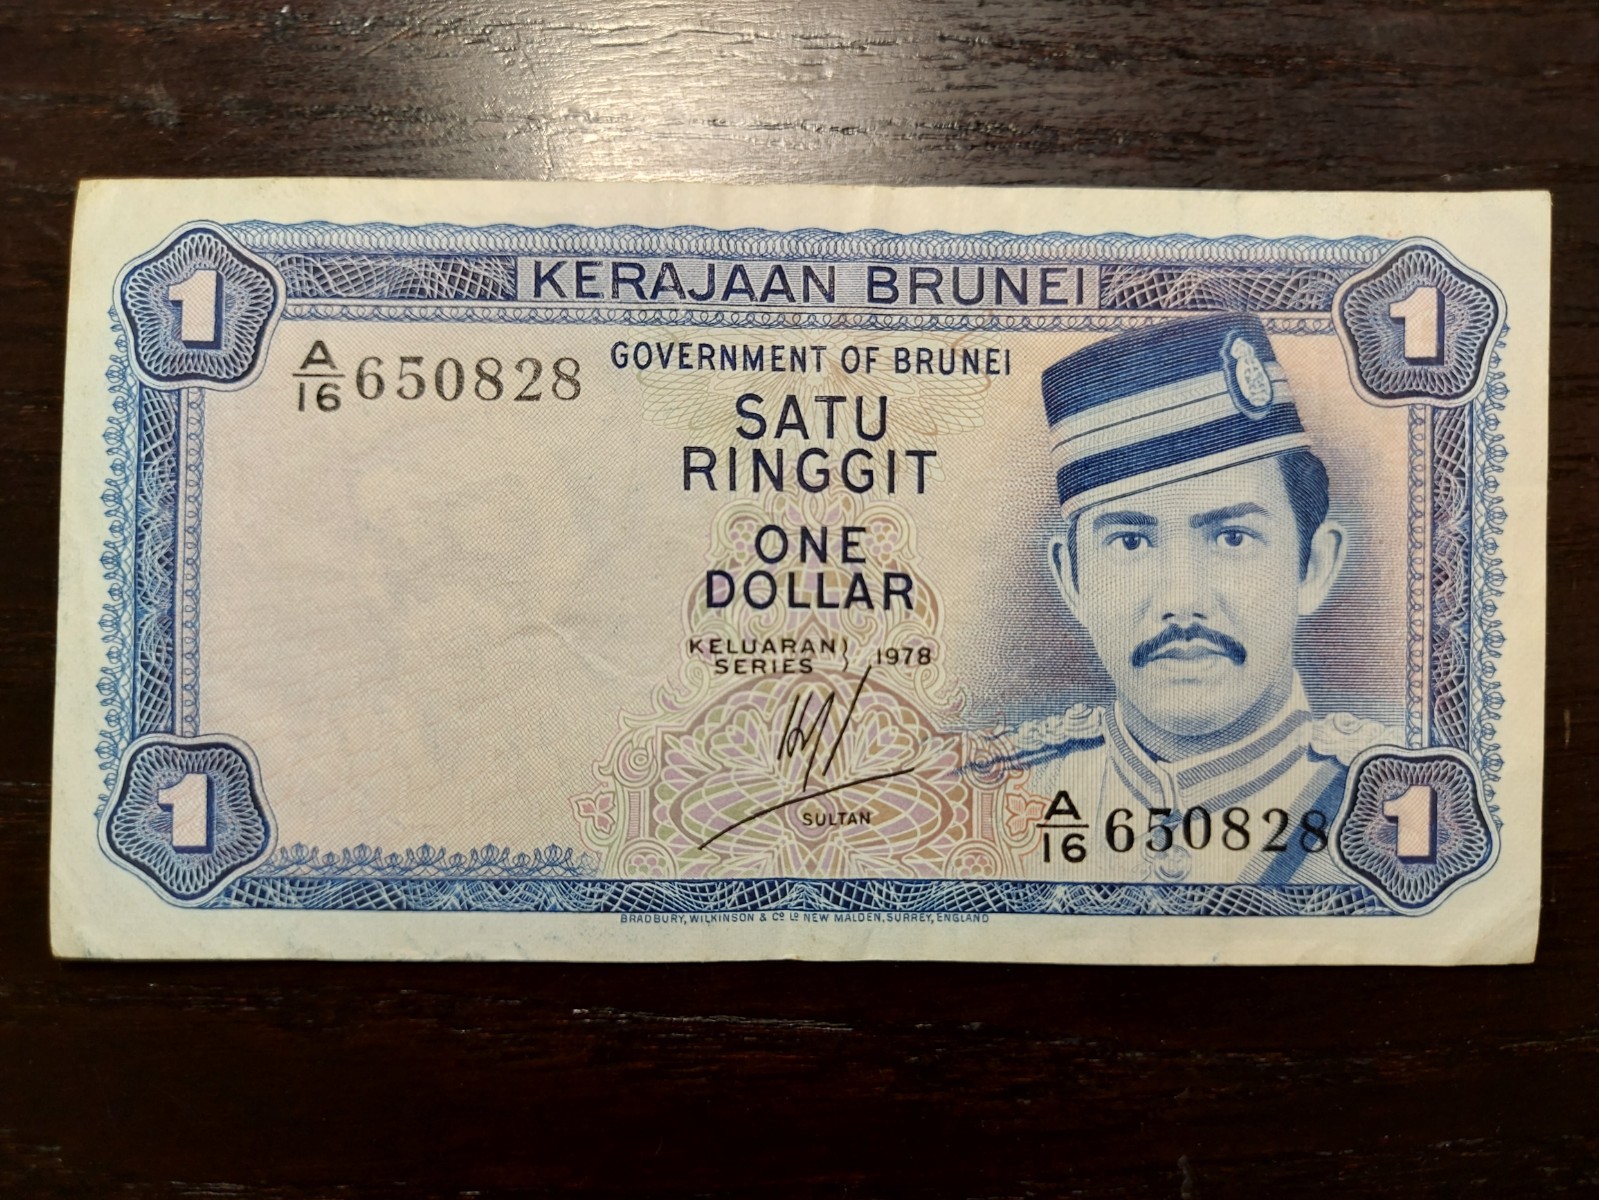 1
KERAJAAN BRUNEI
1
A/16 650828
GOVERNMENT OF BRUNEI
SATU
RINGGIT
ONE
DOLLAR
KELUARAN
SERIES } 1978
SULTAN
A/16 650828
1
1
BRADBURY, WILKINSON & Cº Lº NEW MALDEN, SURREY, ENGLAND